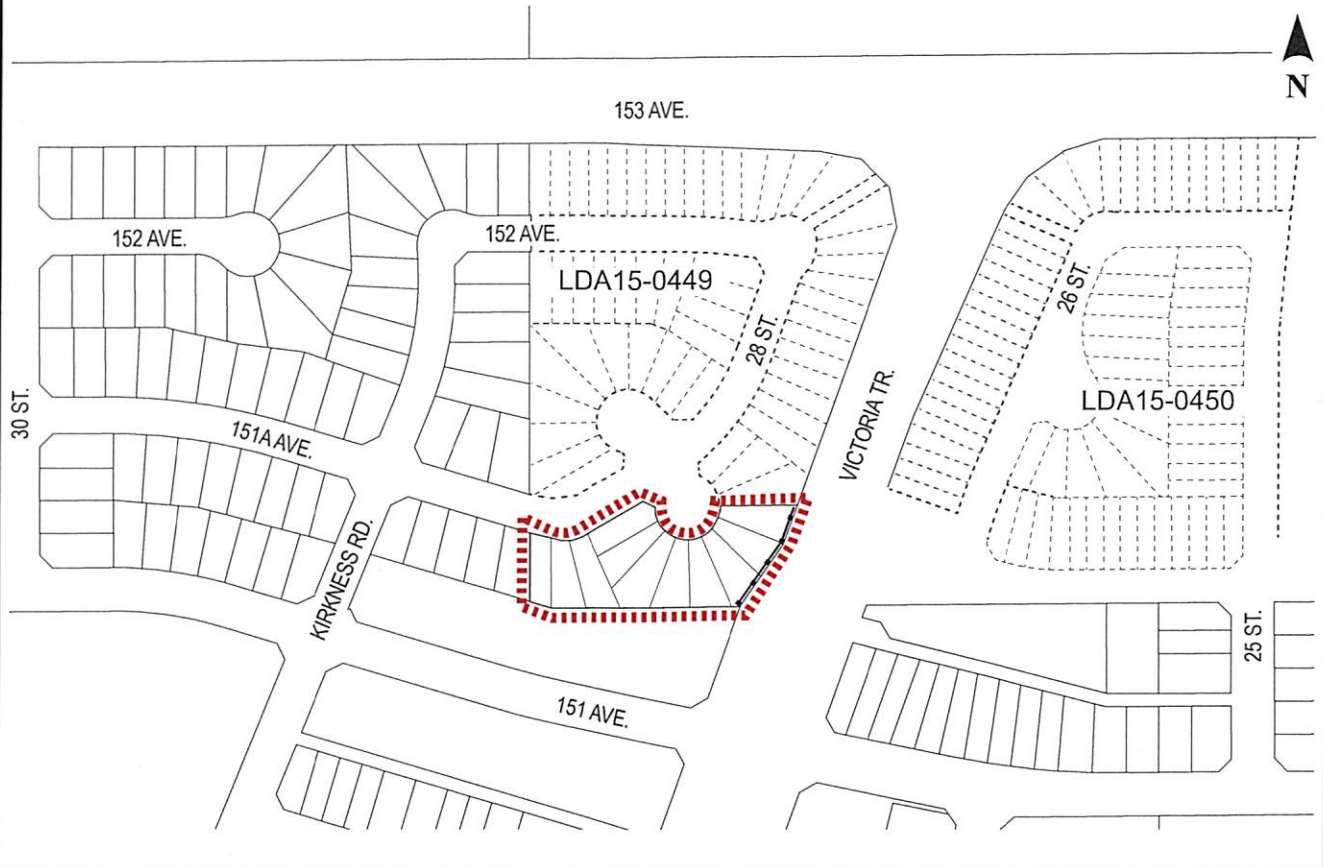 N
153 AVE.
152 AVE.
152 AVE.
LDA15-0449
26 ST.
28 ST.
VICTORIA TR.
LDA15-0450
30 ST.
151A AVE.
KIRKNESS RD.
25 ST.
151 AVE.